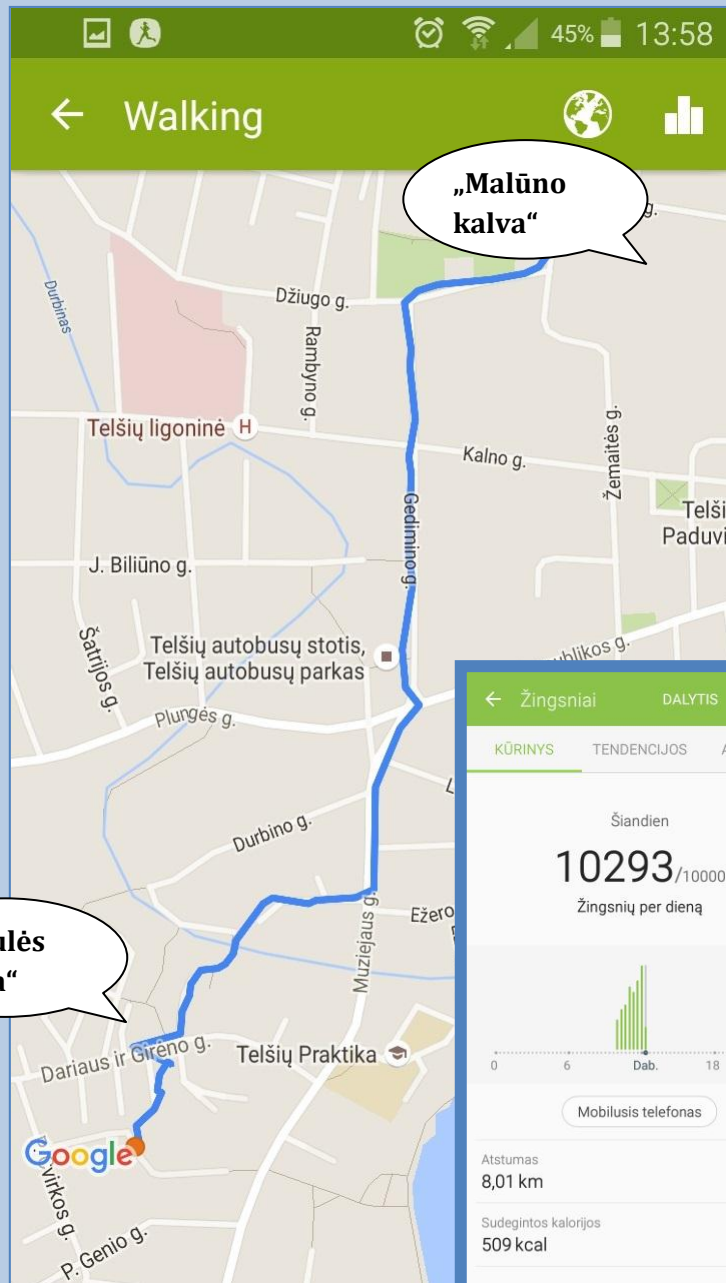 45% 13:58
Walking
„Malūno
kalva“
g.
Durbinas
Džiugo g.
Rambyno g.
Telšių ligoninė H
Kalno g.
Žemaitės g.
Gedimino g.
Telši
Paduvi
J. Biliūno g.
Šatrijos g.
Telšių autobusų stotis,
Telšių autobusų parkas
ublikos g.
Plungės g.
Durbino g.
L
Ežero
Muziejaus g.
ulės
“
Dariaus ir Girėno g.
Telšių Praktika
Google
virkos g.
P. Genio g.
Žingsniai DALYTIS
KŪRINYS TENDENCIJOS A
Šiandien
10293/10000
Žingsnių per dieną
0 6 Dab. 18
Mobilusis telefonas
Atstumas
8,01 km
Sudegintos kalorijos
509 kcal